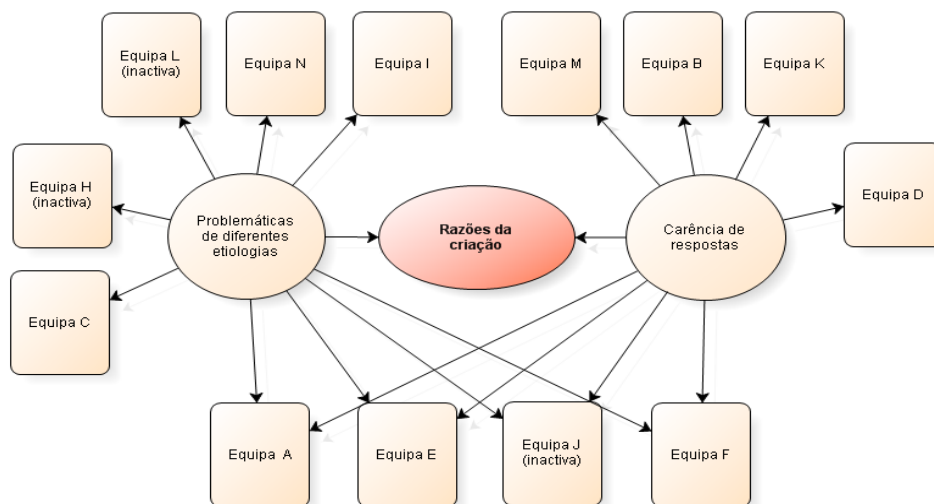 Equipa L
(inactiva)
Equipa N
Equipa I
Equipa M
Equipa B
Equipa K
Equipa H
(inactiva)
Equipa D
Problemáticas
de diferentes
etiologias
Razões da
criação
Carência de
respostas
Equipa C
Equipa A
Equipa E
Equipa J
(inactiva)
Equipa F